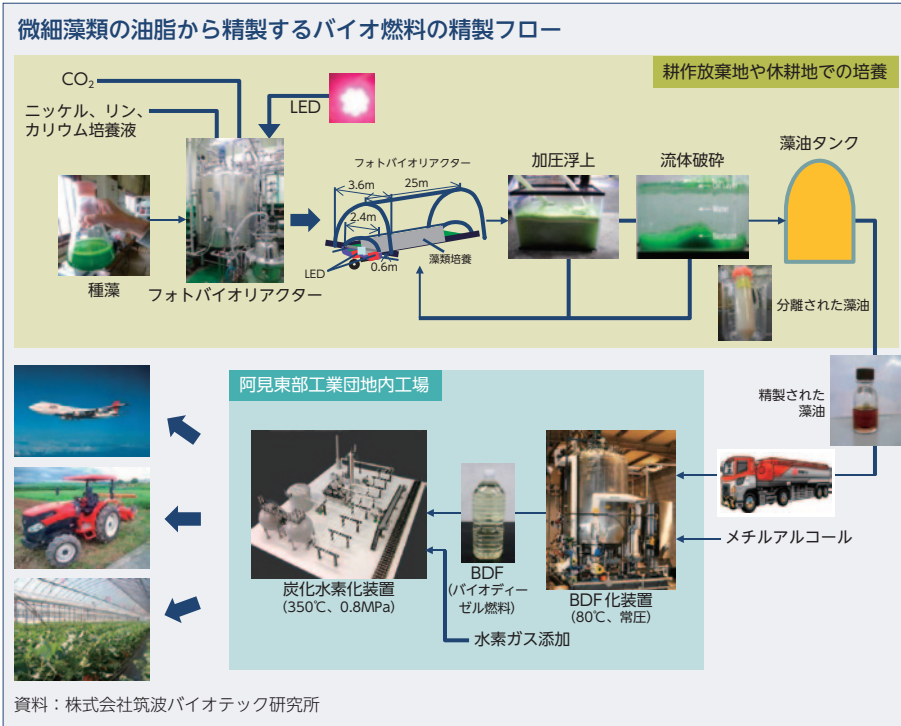 微細藻類の油脂から精製するバイオ燃料の精製フロー
耕作放棄地や休耕地での培養
CO₂
ニッケル、リン、
カリウム培養液
LED
種藻
フォトバイオリアクター
フォトバイオリアクター
3.6m
25m
2.4m
0.6m
LED
藻類培養
加圧浮上
流体破砕
藻油タンク
分離された藻油
精製された
藻油
阿見東部工業団地内工場
メチルアルコール
BDF化装置
(80℃、常圧)
BDF
(バイオディー
ゼル燃料)
水素ガス添加
炭化水素化装置
(350℃、0.8MPa)
資料：株式会社筑波バイオテック研究所